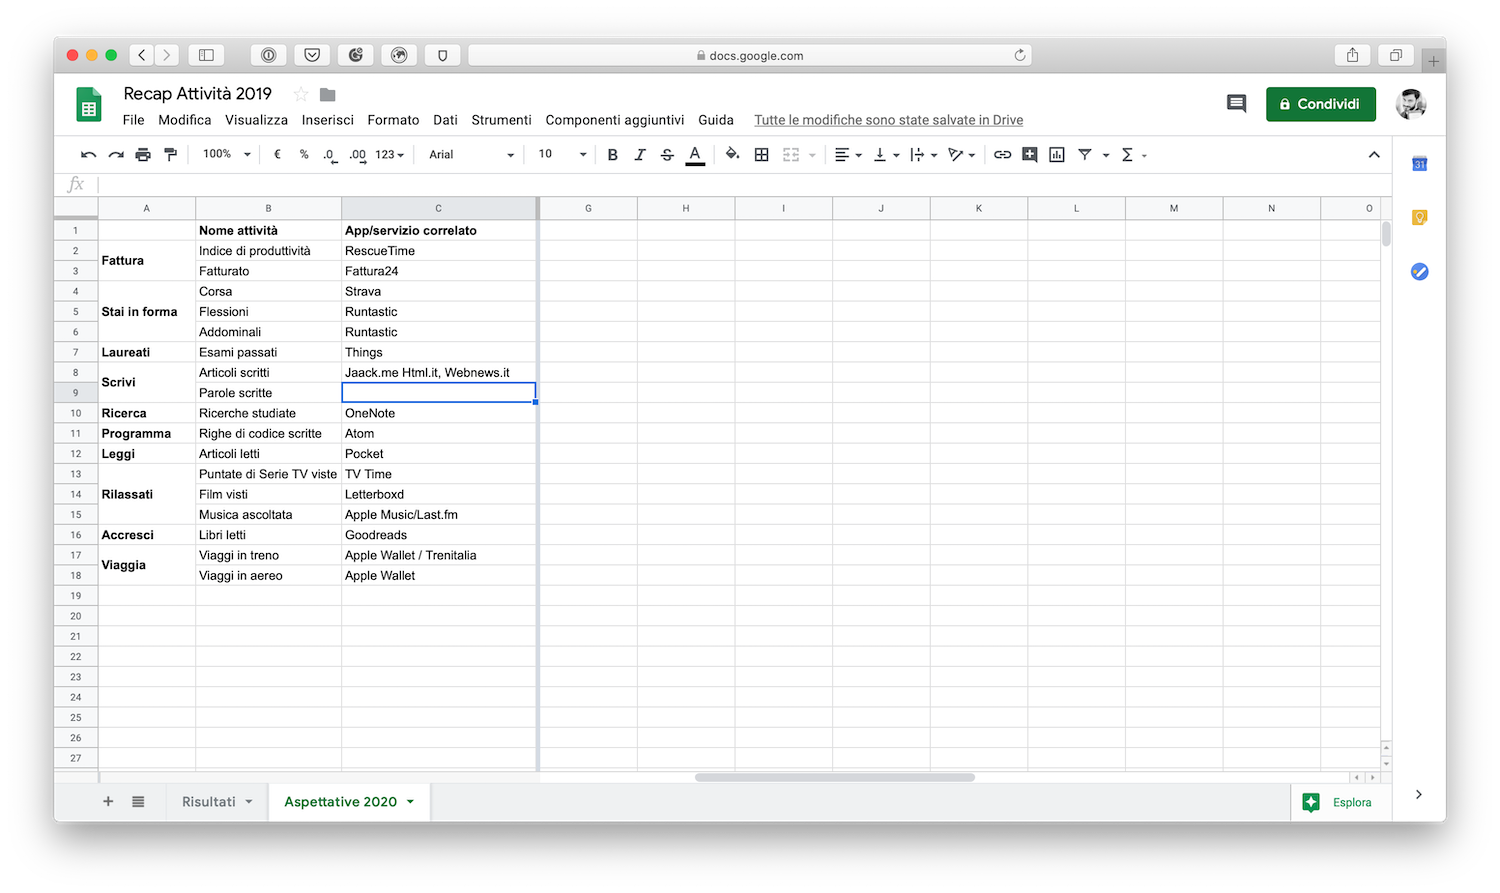 docs.google.com
Recap Attività 2019
Condividi
File Modifica Visualizza Inserisci Formato Dati Strumenti Componenti aggiuntivi Guida Tutte le modifiche sono state salvate in Drive
100% € % .0 .00 123 Arial 10 B I S A Σ
31
fx
A B C G H I J K L M N O
1 Nome attività App/servizio correlato
2 Indice di produttività RescueTime
Fattura
3 Fatturato Fattura24
4 Corsa Strava
5 Stai in forma Flessioni Runtastic
6 Addominali Runtastic
7 Laureati Esami passati Things
8 Articoli scritti Jaack.me Html.it, Webnews.it
Scrivi
9 Parole scritte
10 Ricerca Ricerche studiate OneNote
11 Programma Righe di codice scritte Atom
12 Leggi Articoli letti Pocket
13 Puntate di Serie TV viste TV Time
14 Rilassati Film visti Letterboxd
15 Musica ascoltata Apple Music/Last.fm
16 Accresci Libri letti Goodreads
17 Viaggi in treno Apple Wallet / Trenitalia
Viaggia
18 Viaggi in aereo Apple Wallet
19
20
21
22
23
24
25
26
27
Risultati Aspettative 2020 Esplora